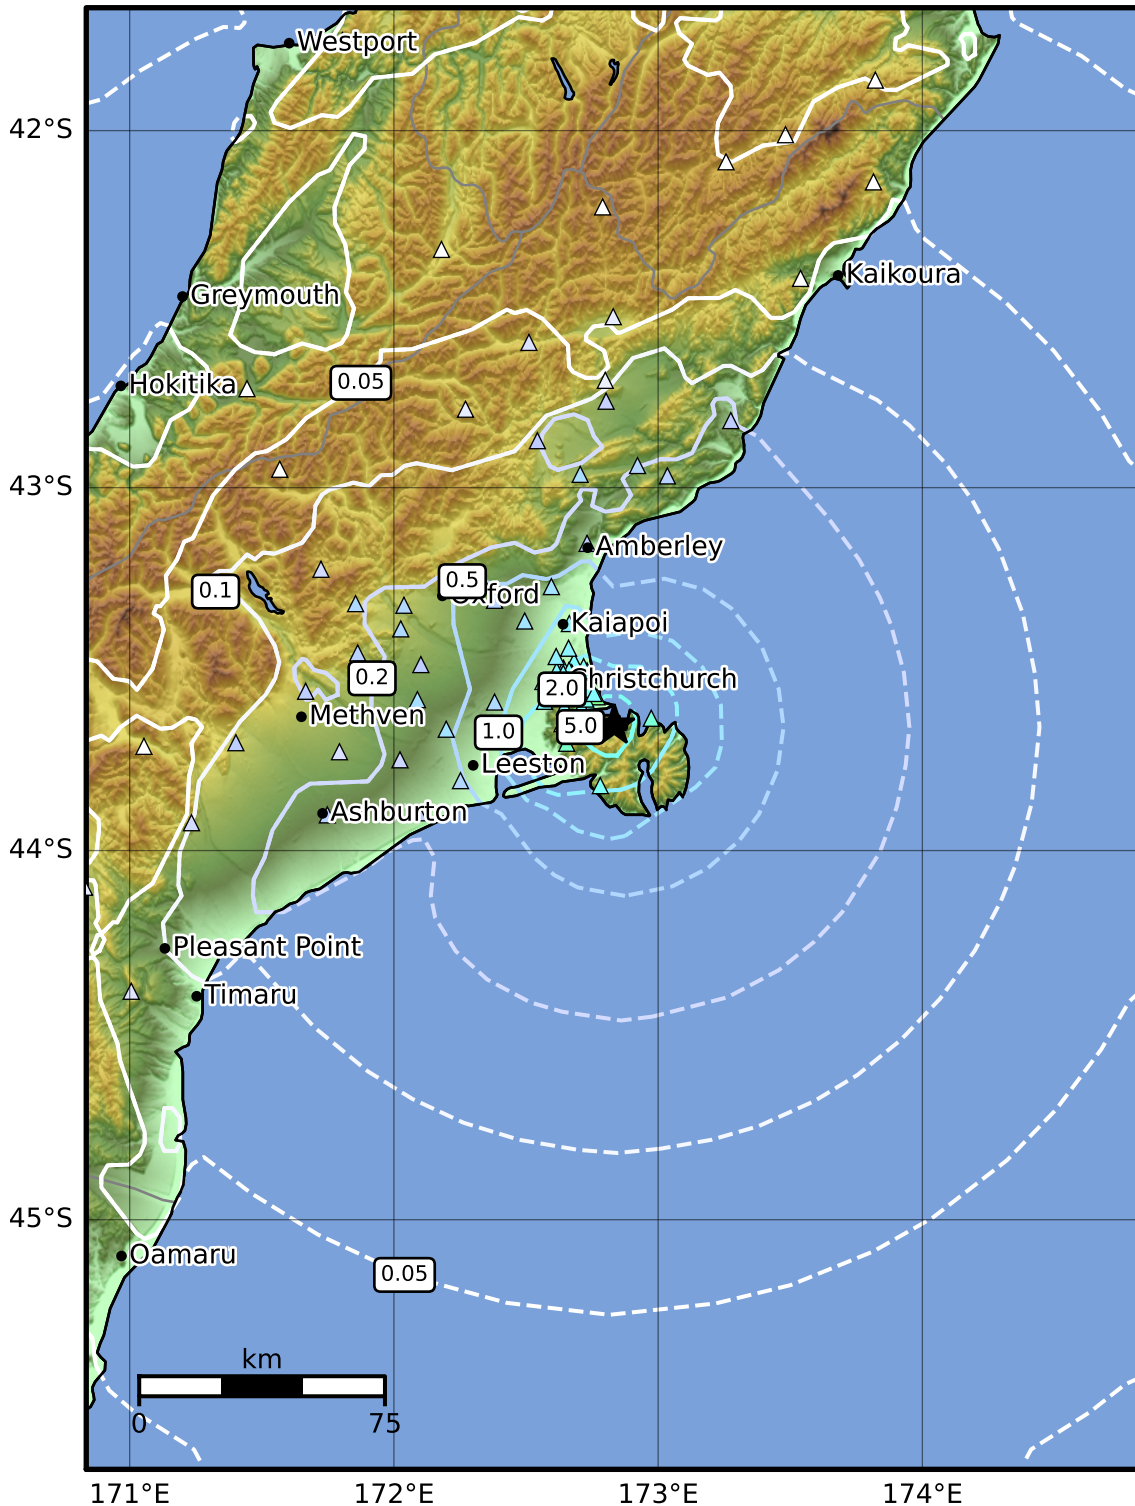 Westport
42°S
Kaikoura
Greymouth
Hokitika
0.05
43°S
Amberley
0.5
Oxford
0.1
Kaiapoi
0.2
Christchurch
2.0
Methven
5.0
1.0
Leeston
Ashburton
44°S
Pleasant Point
Timaru
45°S
Oamaru
0.05
km
0 75
171°E 172°E 173°E 174°E